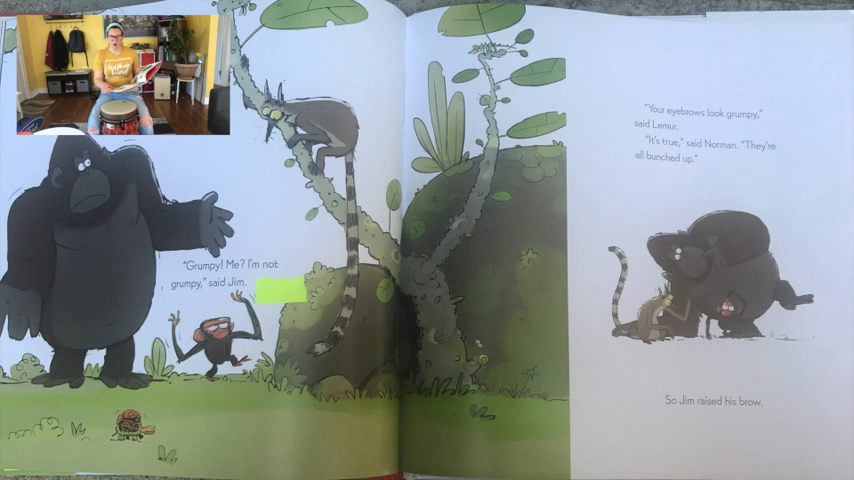 "Grumpy! Me? I'm not
grumpy," said Jim.
"Your eyebrows look grumpy,"
said Lemur.
"It's true," said Norman. "They're
all bunched up."
So Jim raised his brow.